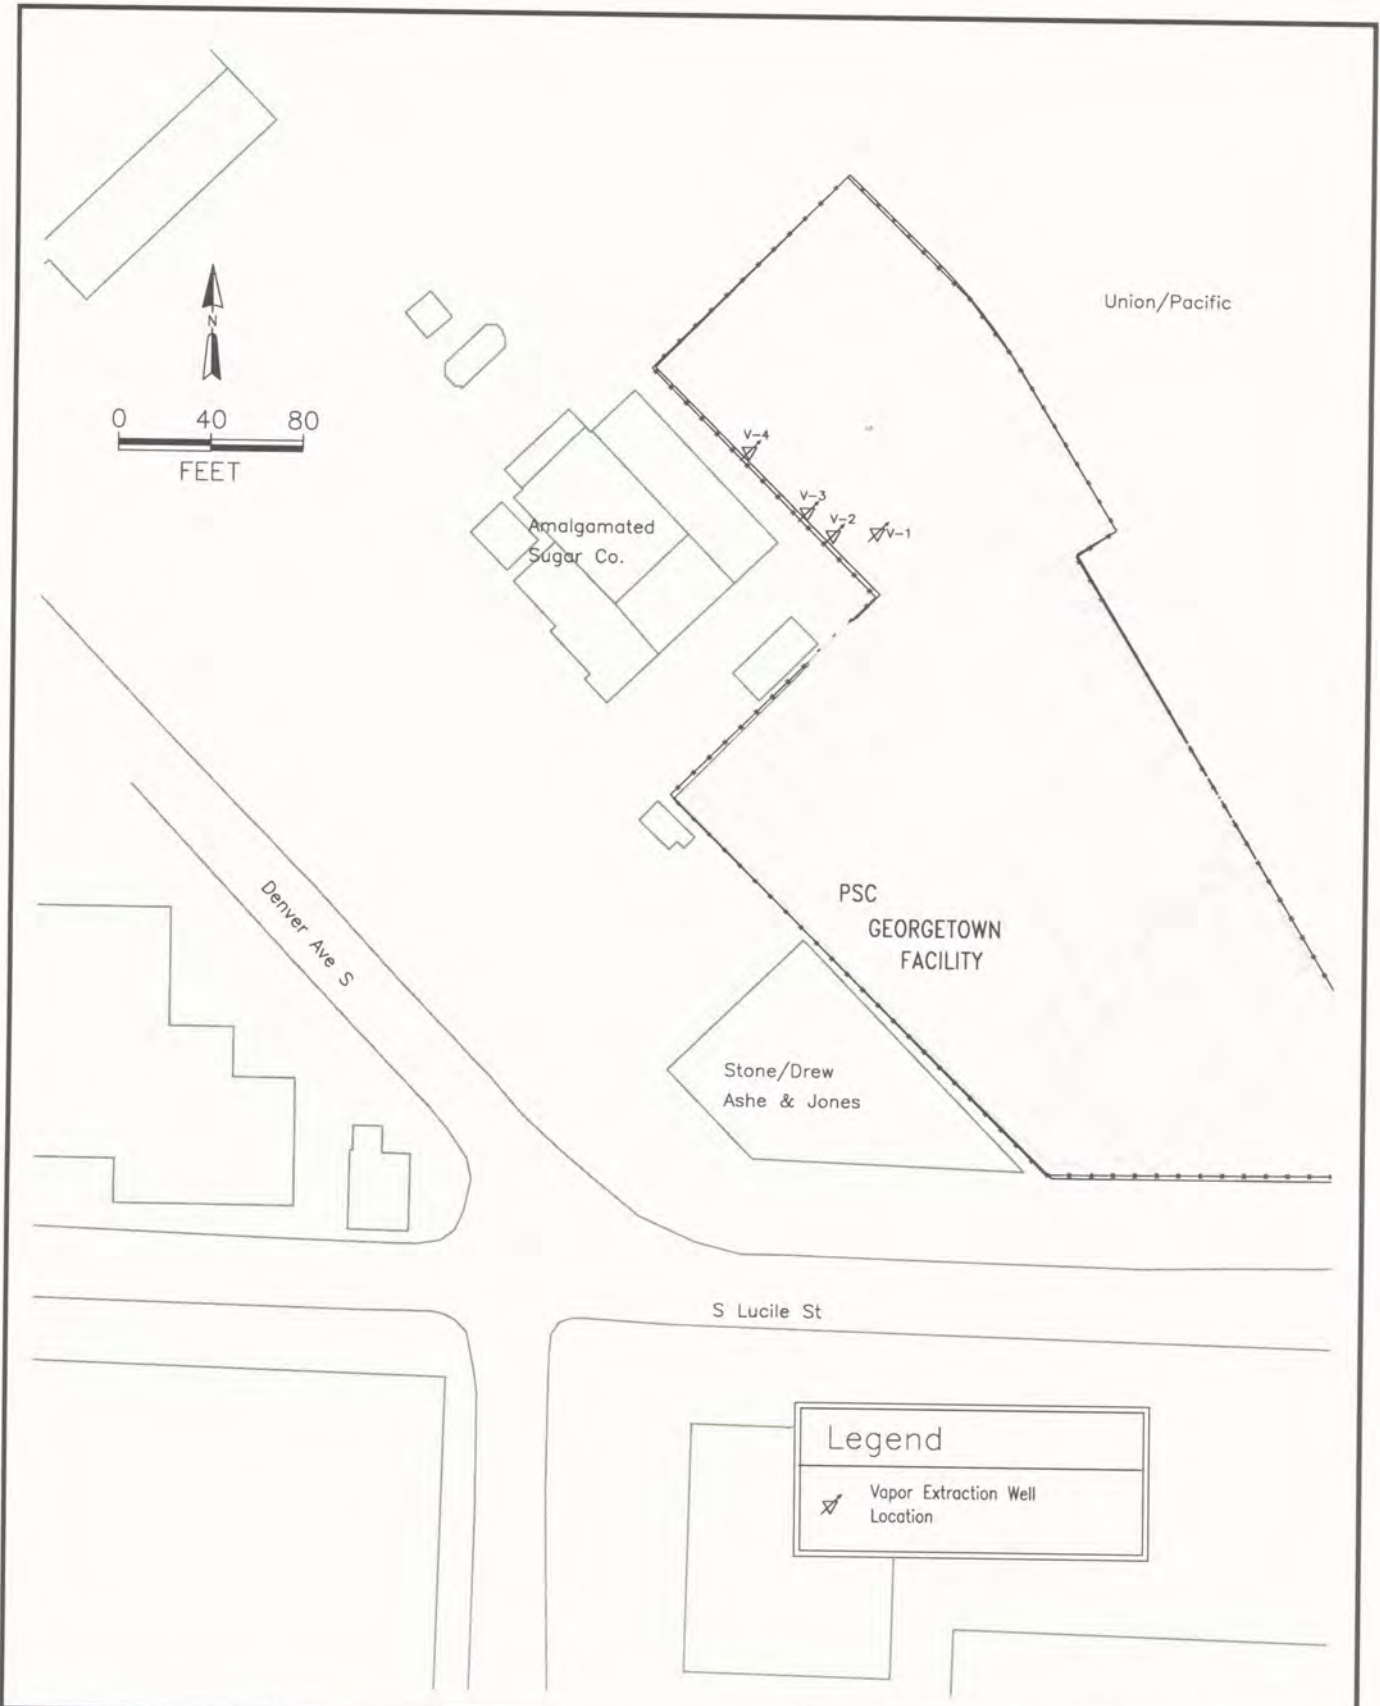 Union/Pacific
N
0 40 80
FEET
V-4
V-3
V-2
V-1
Amalgamated
Sugar Co.
Denver Ave S
PSC
GEORGETOWN
FACILITY
Stone/Drew
Ashe & Jones
S Lucile St
Legend
Vapor Extraction Well
Location